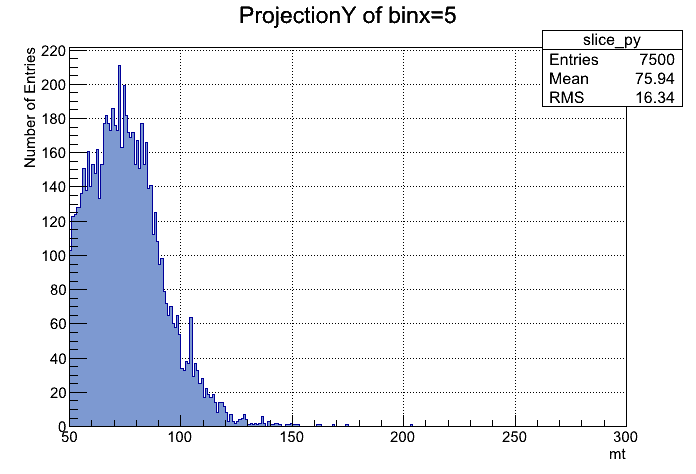 ProjectionY of binx=5
slice_py
Entries 7500
Mean 75.94
RMS 16.34
Number of Entries
220
200
180
160
140
120
100
80
60
40
20
0
50 100 150 200 250 300
mt